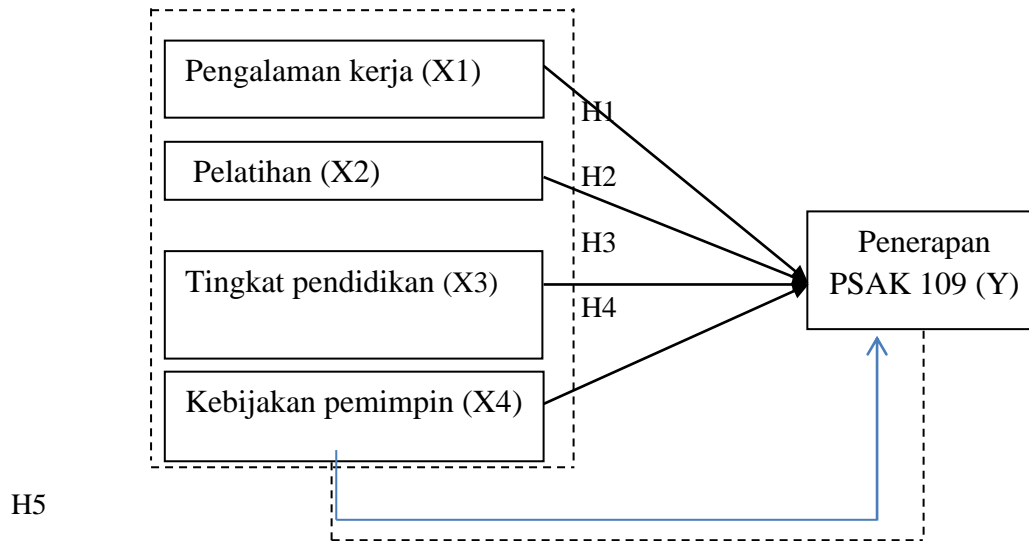 Pengalaman kerja (X1)
H1
Pelatihan (X2)
H2
H3
Tingkat pendidikan (X3)
H4
Kebijakan pemimpin (X4)
Penerapan
PSAK 109 (Y)
H5